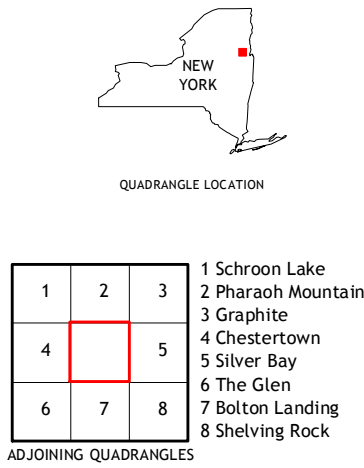 NEW
YORK
QUADRANGLE LOCATION
1 2 3
4 5
6 7 8
1 Schroon Lake
2 Pharaoh Mountain
3 Graphite
4 Chestertown
5 Silver Bay
6 The Glen
7 Bolton Landing
8 Shelving Rock
ADJOINING QUADRANGLES